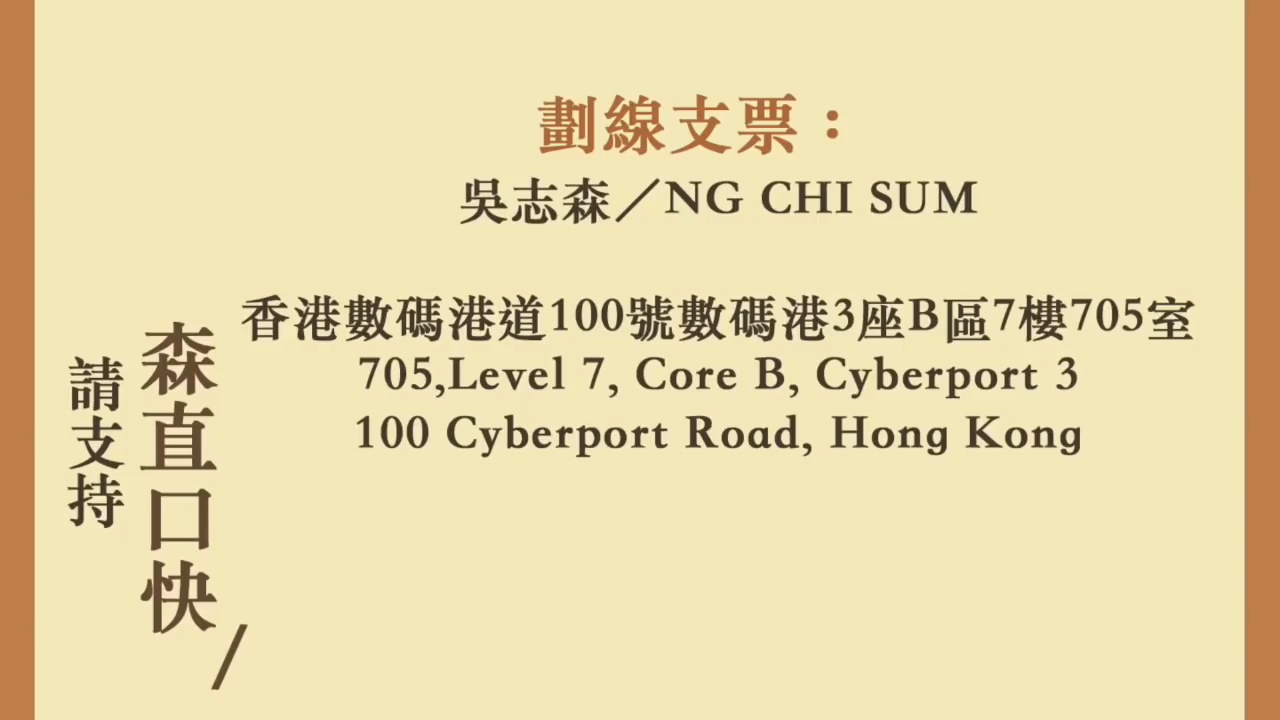 劃線支票：
吳志森／NG CHI SUM
香港數碼港道100號數碼港3座B區7樓705室
705,Level 7, Core B, Cyberport 3
100 Cyberport Road, Hong Kong
請支持
森直口快/